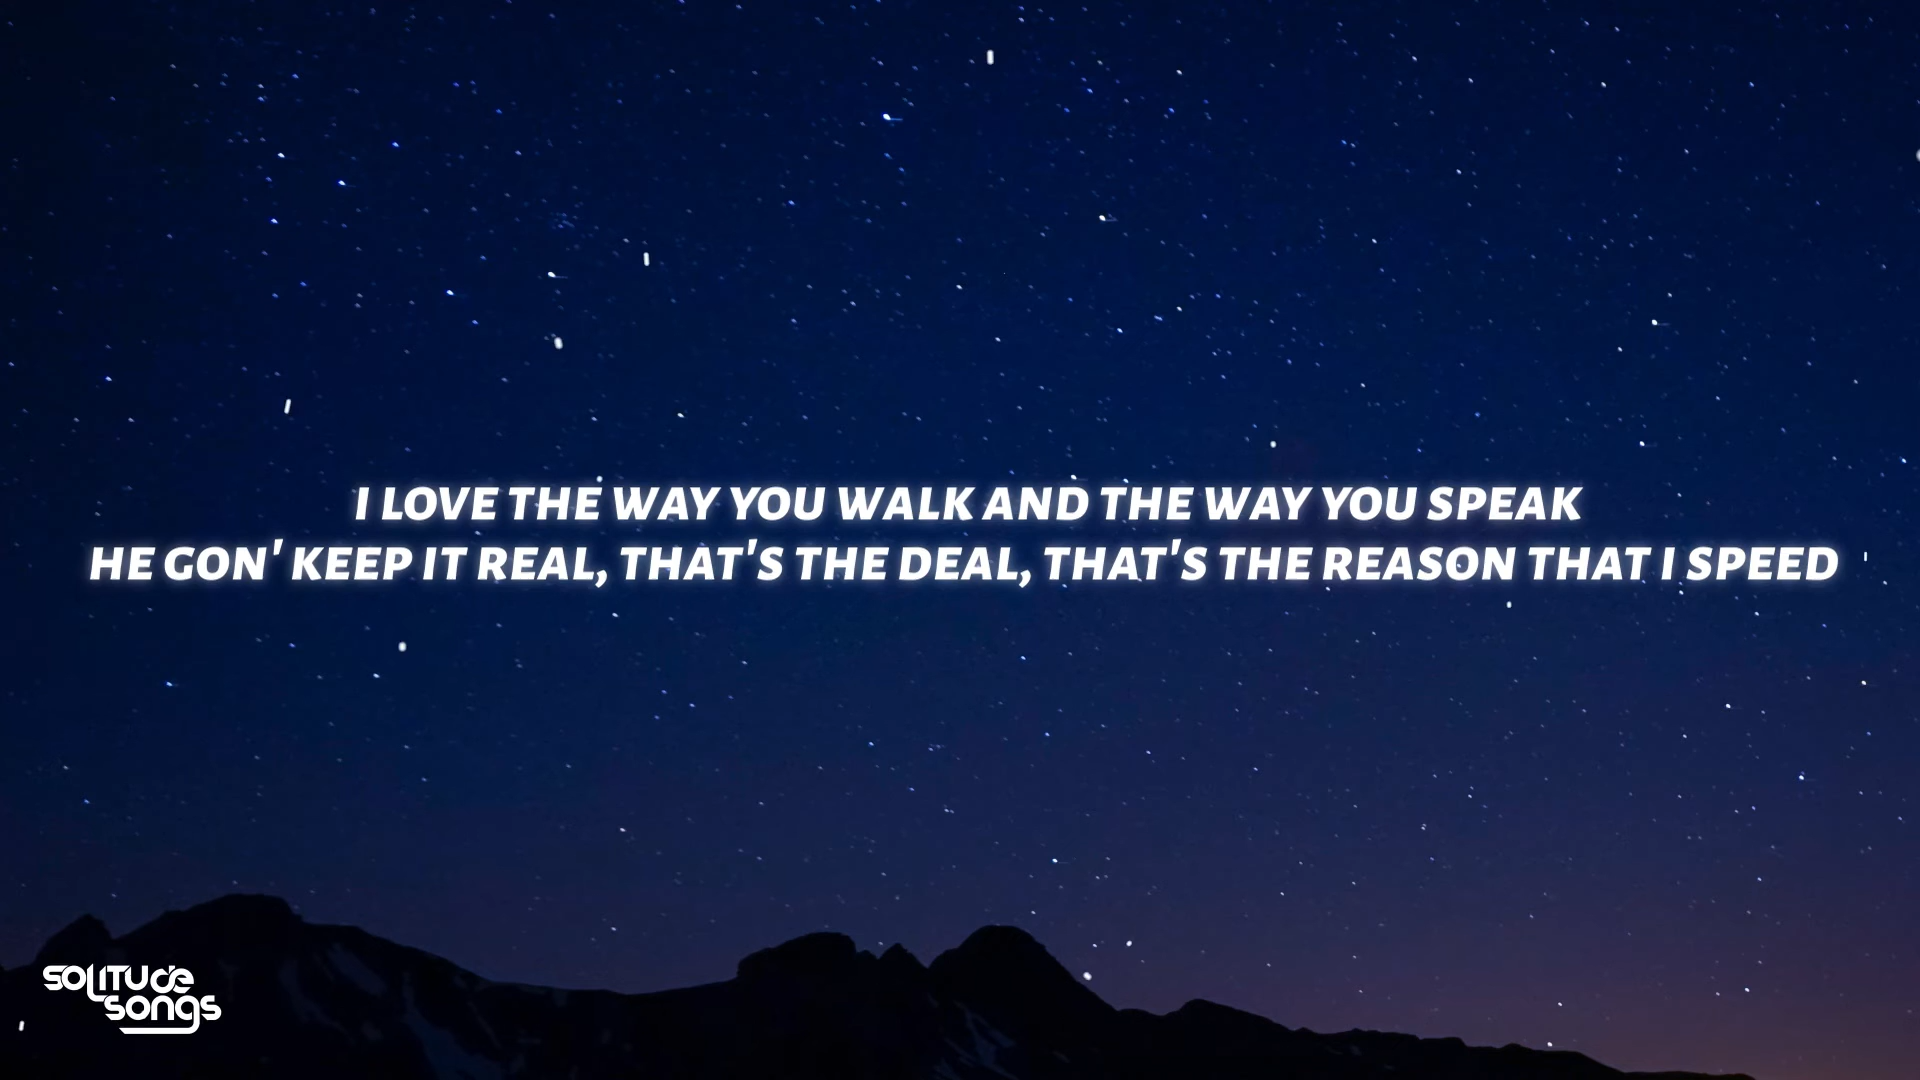 I LOVE THE WAY YOU WALK AND THE WAY YOU SPEAK
HE GON' KEEP IT REAL, THAT'S THE DEAL, THAT'S THE REASON THAT I SPEED
SOLITUDE
SONGS